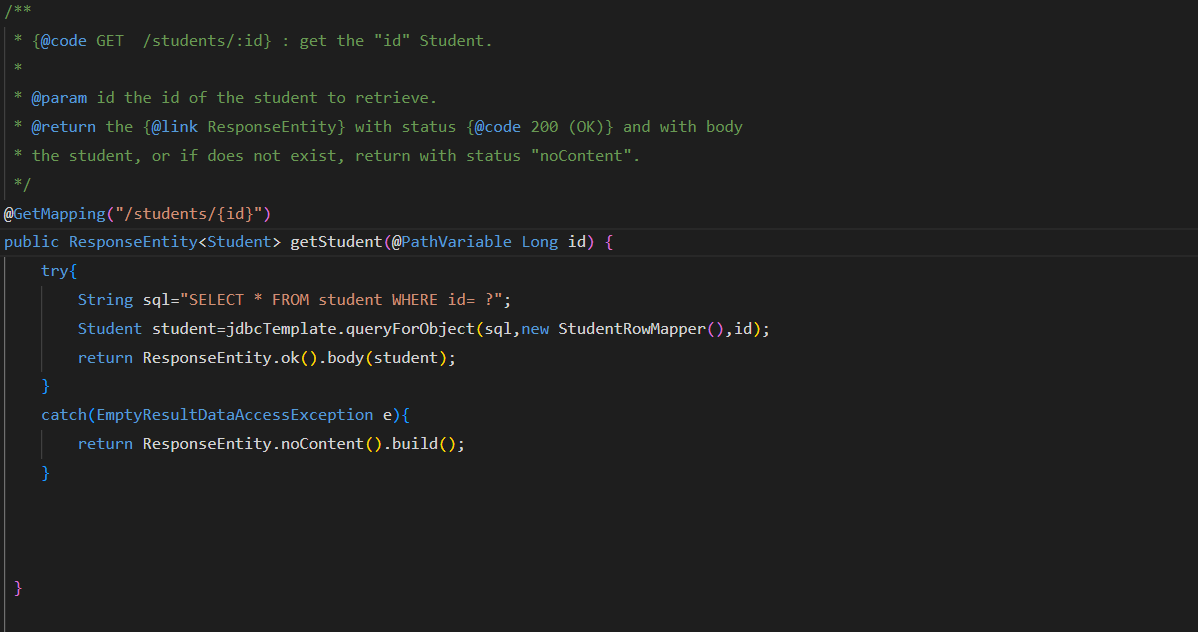 /**
 * {@code GET  /students/:id} : get the "id" Student.
 *
 * @param id the id of the student to retrieve.
 * @return the {@link ResponseEntity} with status {@code 200 (OK)} and with body
 * the student, or if does not exist, return with status "noContent".
 */
@GetMapping("/students/{id}")
public ResponseEntity<Student> getStudent(@PathVariable Long id) {
    try{
        String sql="SELECT * FROM student WHERE id= ?";
        Student student=jdbcTemplate.queryForObject(sql,new StudentRowMapper(),id);
        return ResponseEntity.ok().body(student);
    }
    catch(EmptyResultDataAccessException e){
        return ResponseEntity.noContent().build();
    }
 }